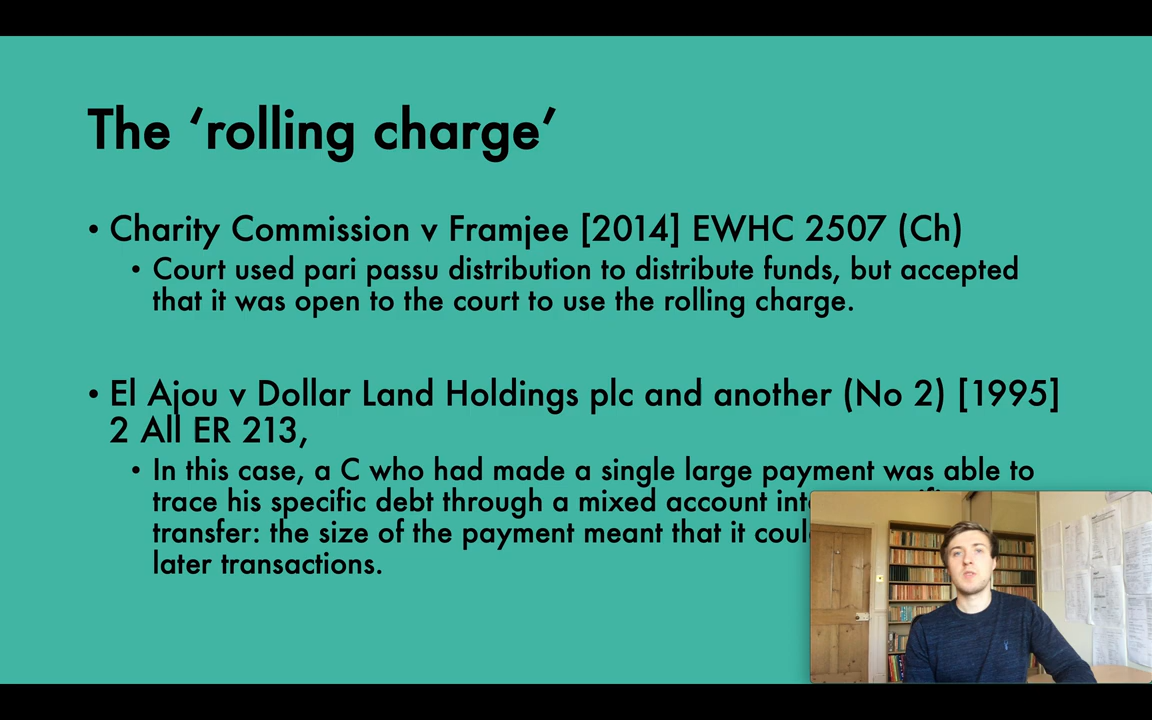 The ‘rolling charge’
• Charity Commission v Framjee [2014] EWHC 2507 (Ch)
• Court used pari passu distribution to distribute funds, but accepted
that it was open to the court to use the rolling charge.
• El Ajou v Dollar Land Holdings plc and another (No 2) [1995]
2 All ER 213,
• In this case, a C who had made a single large payment was able to
trace his specific debt through a mixed account
transfer: the size of the payment meant that it
later transactions.